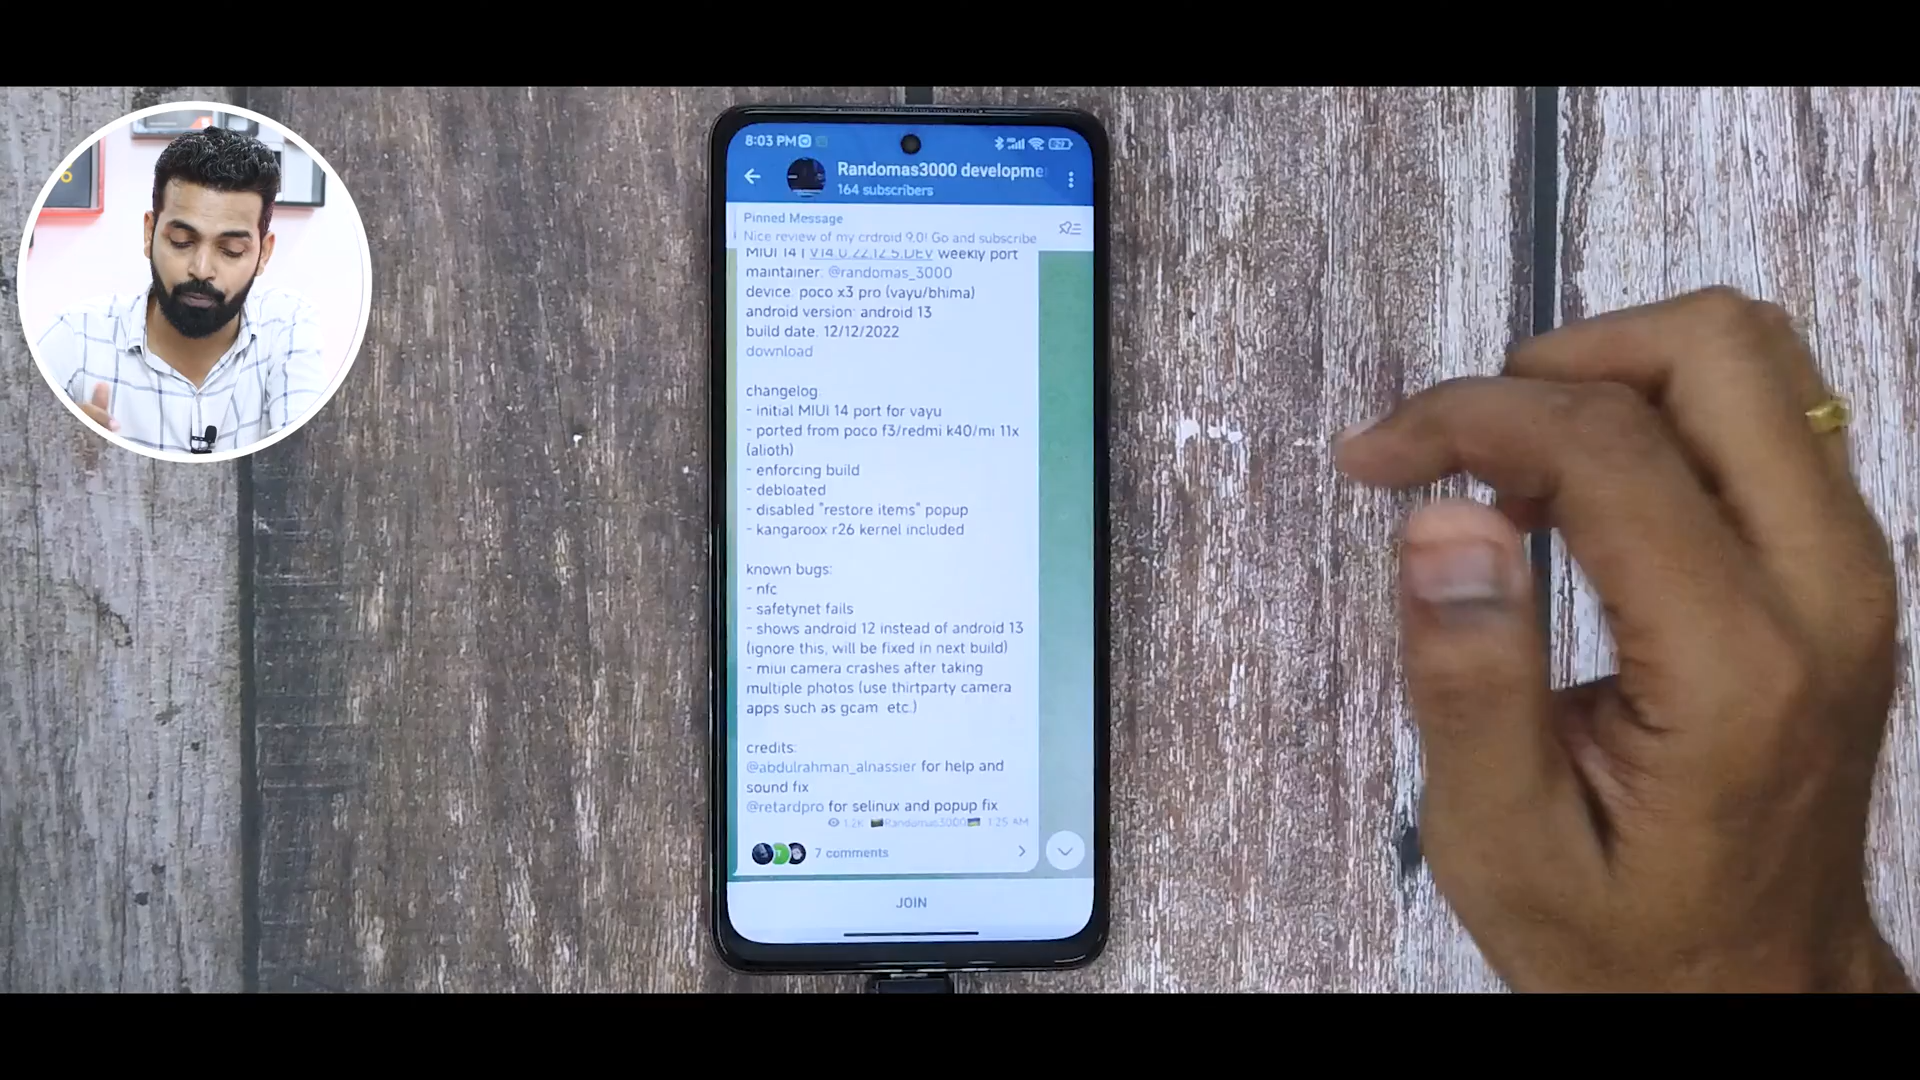 8:03 PM
Randomas3000 developme
164 subscribers
Pinned Message
Nice review of my crdroid 9.0! Go and subscribe
MIUI 14 | V14.0.22.12.5.DEV weekly port
maintainer: @randomas_3000
device: poco x3 pro (vayu/bhima)
android version: android 13
build date: 12/12/2022
download
changelog:
- initial MIUI 14 port for vayu
- ported from poco f3/redmi k40/mi 11x
(alioth)
- enforcing build
- debloated
- disabled "restore items" popup
- kangaroox r26 kernel included
known bugs:
- nfc
- safetynet fails
- shows android 12 instead of android 13
(ignore this, will be fixed in next build)
- miui camera crashes after taking
multiple photos (use thirtparty camera
apps such as gcam etc.)
credits:
@abdulrahman_alnassier for help and
sound fix
@retardpro for selinux and popup fix
1.2K Randomas3000 1:25 AM
7 comments
JOIN